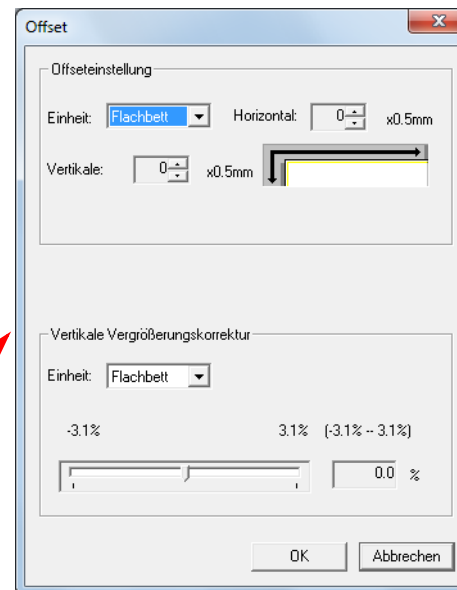 Offset
Offseteinstellung
Einheit: Flachbett Horizontal: 0 x0.5mm
Vertikale: 0 x0.5mm
Vertikale Vergrößerungskorrektur
Einheit: Flachbett
-3.1% 3.1% (-3.1% -- 3.1%)
0.0 %
OK Abbrechen